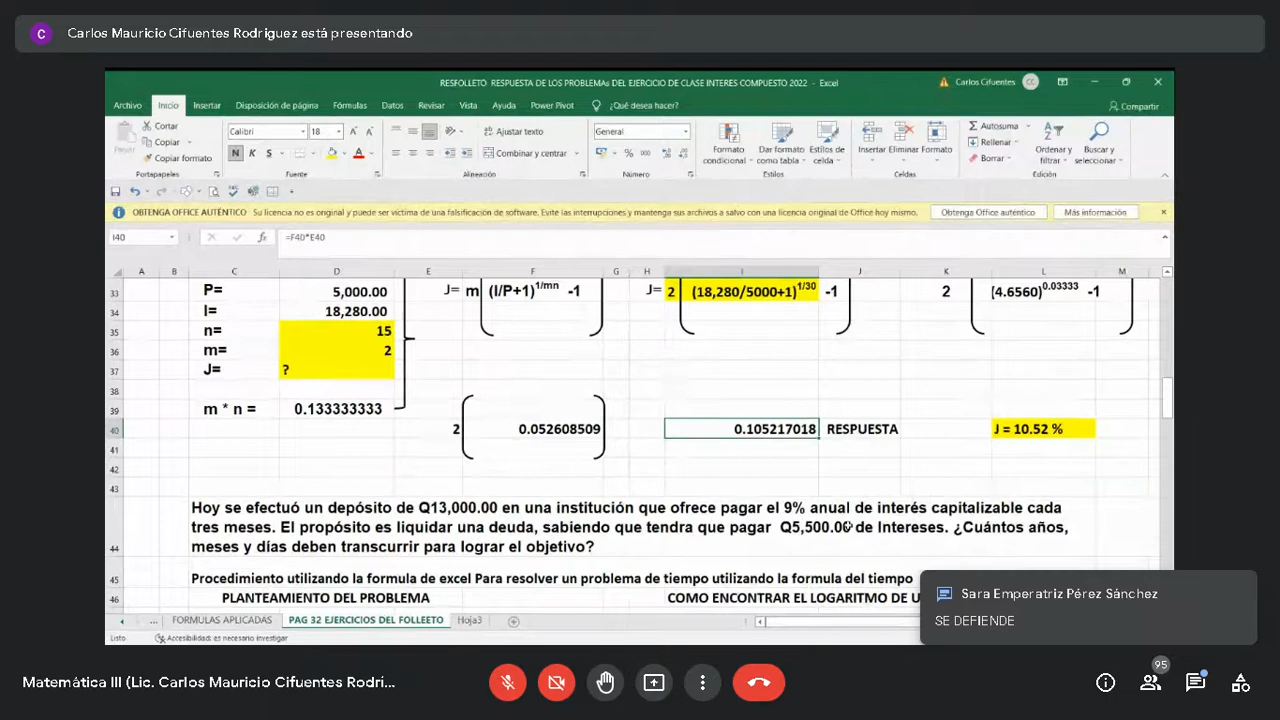 C
Carlos Mauricio Cifuentes Rodriguez está presentando
RESFOLLETO RESPUESTA DE LOS PROBLEMAs DEL EJERCICIO DE CLASE INTERES COMPUESTO 2022 - Excel
Carlos Cifuentes
CC
Archivo Inicio Insertar Disposición de página Fórmulas Datos Revisar Vista Ayuda Power Pivot ¿Qué desea hacer? Compartir
Pegar
Cortar
Copiar
Copiar formato
Portapapeles
Calibri 18
N K S
Fuente
Ajustar texto
Combinar y centrar
Alineación
General
% 000
Número
Formato condicional
Dar formato como tabla
Estilos de celda
Estilos
Insertar Eliminar Formato
Celdas
Autosuma
Rellenar
Borrar
Ordenar y filtrar
Buscar y seleccionar
Edición
OBTENGA OFFICE AUTÉNTICO Su licencia no es original y puede ser víctima de una falsificación de software. Evite las interrupciones y mantenga sus archivos a salvo con una licencia original de Office hoy mismo. Obtenga Office auténtico Más información
I40 fx =F40*E40
A B C D E F G H I J K L M
33 P= 5,000.00 J= m (I/P+1)^1/mn -1 J= 2 (18,280/5000+1)^1/30 -1 2 (4.6560)^0.03333 -1
34 I= 18,280.00
35 n= 15
36 m= 2
37 J= ?
38
39 m * n = 0.133333333
40 2 0.052608509 0.105217018 RESPUESTA J = 10.52 %
41
42
43
Hoy se efectuó un depósito de Q13,000.00 en una institución que ofrece pagar el 9% anual de interés capitalizable cada
tres meses. El propósito es liquidar una deuda, sabiendo que tendra que pagar Q5,500.00 de Intereses. ¿Cuántos años,
44 meses y días deben transcurrir para lograr el objetivo?
45 Procedimiento utilizando la formula de excel Para resolver un problema de tiempo utilizando la formula del tiempo
46 PLANTEAMIENTO DEL PROBLEMA COMO ENCONTRAR EL LOGARITMO DE U
Sara Emperatriz Pérez Sánchez
SE DEFIENDE
... FORMULAS APLICADAS PAG 32 EJERCICIOS DEL FOLLEETO Hoja3
Listo Accesibilidad: es necesario investigar
Matemática III (Lic. Carlos Mauricio Cifuentes Rodri...
95